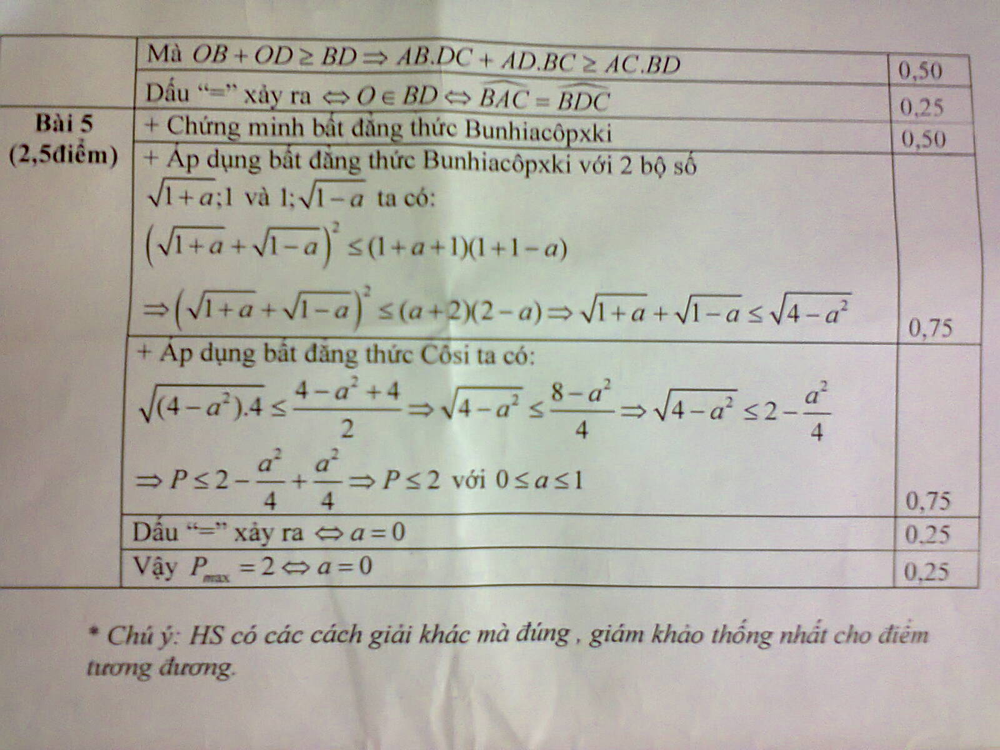 Mà OB + OD ≥ BD ⇒ AB.DC + AD.BC ≥ AC.BD 0,50
Dấu “=” xảy ra ⇔ O ∈ BD ⇔ \widehat{BAC} = \widehat{BDC} 0,25
Bài 5 + Chứng minh bất đẳng thức Bunhiacôpxki 0,50
(2,5điểm) + Áp dụng bất đẳng thức Bunhiacôpxki với 2 bộ số
√(1+a);1 và 1;√(1−a) ta có:
(√(1+a) + √(1−a))² ≤ (1+a+1)(1+1−a)
⇒ (√(1+a) + √(1−a))² ≤ (a+2)(2−a) ⇒ √(1+a) + √(1−a) ≤ √(4−a²) 0,75
+ Áp dụng bất đẳng thức Côsi ta có:
√((4−a²).4) ≤ (4−a²+4)/2 ⇒ √(4−a²) ≤ (8−a²)/4 ⇒ √(4−a²) ≤ 2 − a²/4
⇒ P ≤ 2 − a²/4 + a²/4 ⇒ P ≤ 2 với 0 ≤ a ≤ 1 0,75
Dấu “=” xảy ra ⇔ a = 0 0,25
Vậy P_max = 2 ⇔ a = 0 0,25
* Chú ý: HS có các cách giải khác mà đúng , giám khảo thống nhất cho điểm
tương đương.